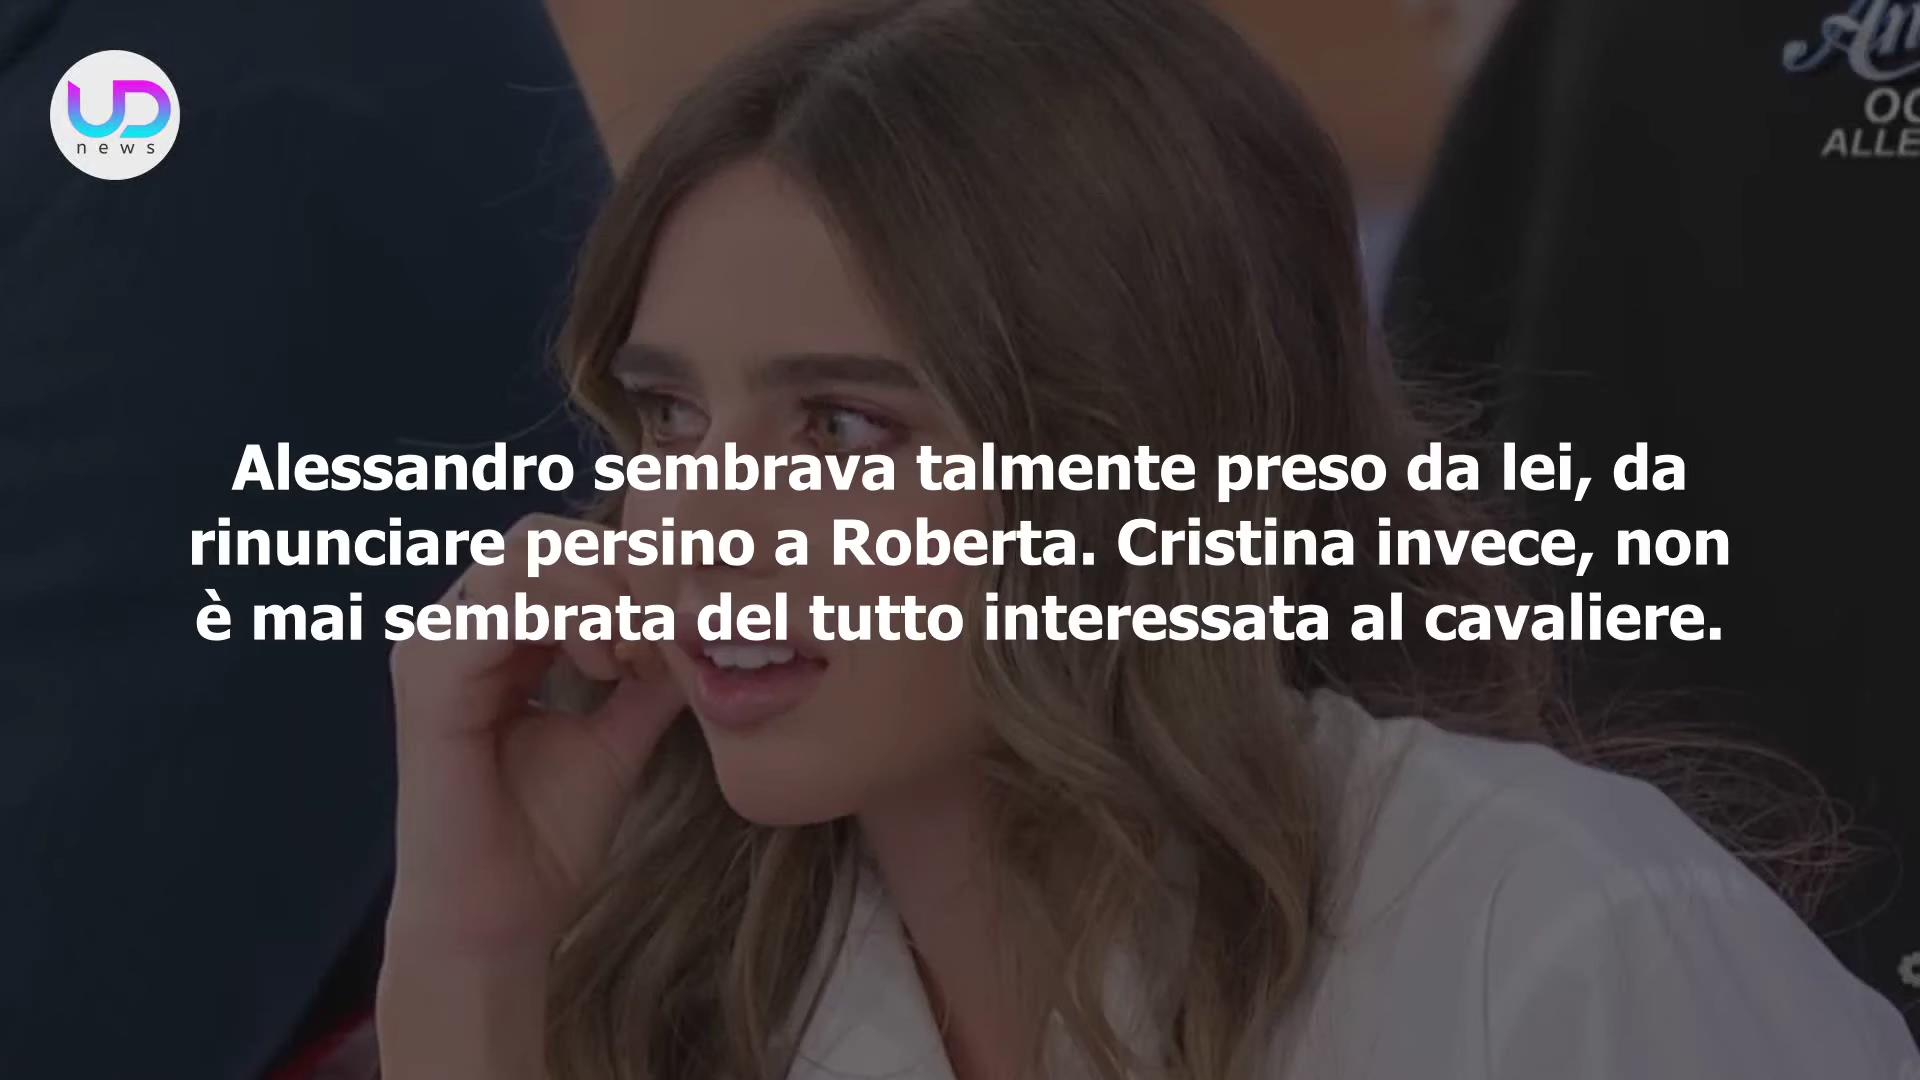 UD
news
Alessandro sembrava talmente preso da lei, da
rinunciare persino a Roberta. Cristina invece, non
è mai sembrata del tutto interessata al cavaliere.